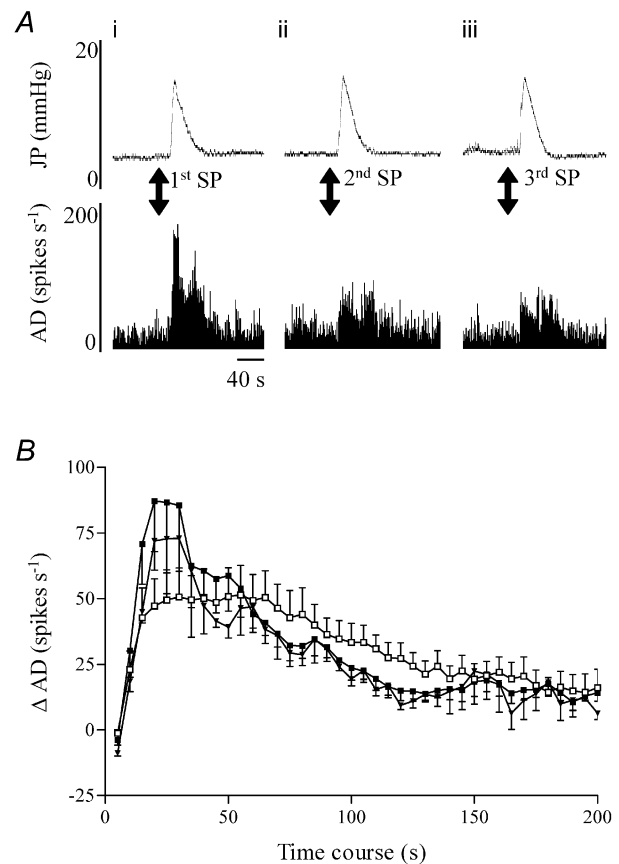 A
i
ii
iii
20
JP (mmHg)
0
1st SP
2nd SP
3rd SP
200
AD (spikes s-1)
0
40 s
B
100
75
50
25
0
-25
Δ AD (spikes s-1)
0
50
100
150
200
Time course (s)